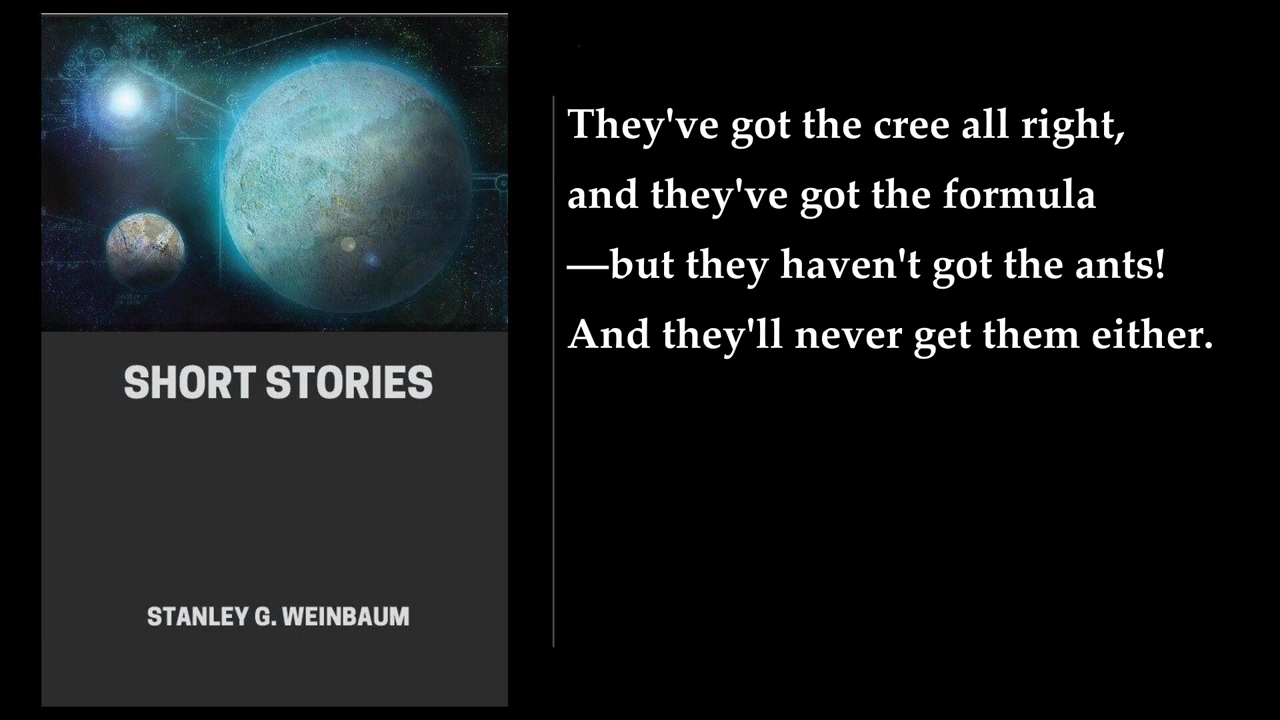 SHORT STORIES
STANLEY G. WEINBAUM
They've got the cree all right,
and they've got the formula
—but they haven't got the ants!
And they'll never get them either.